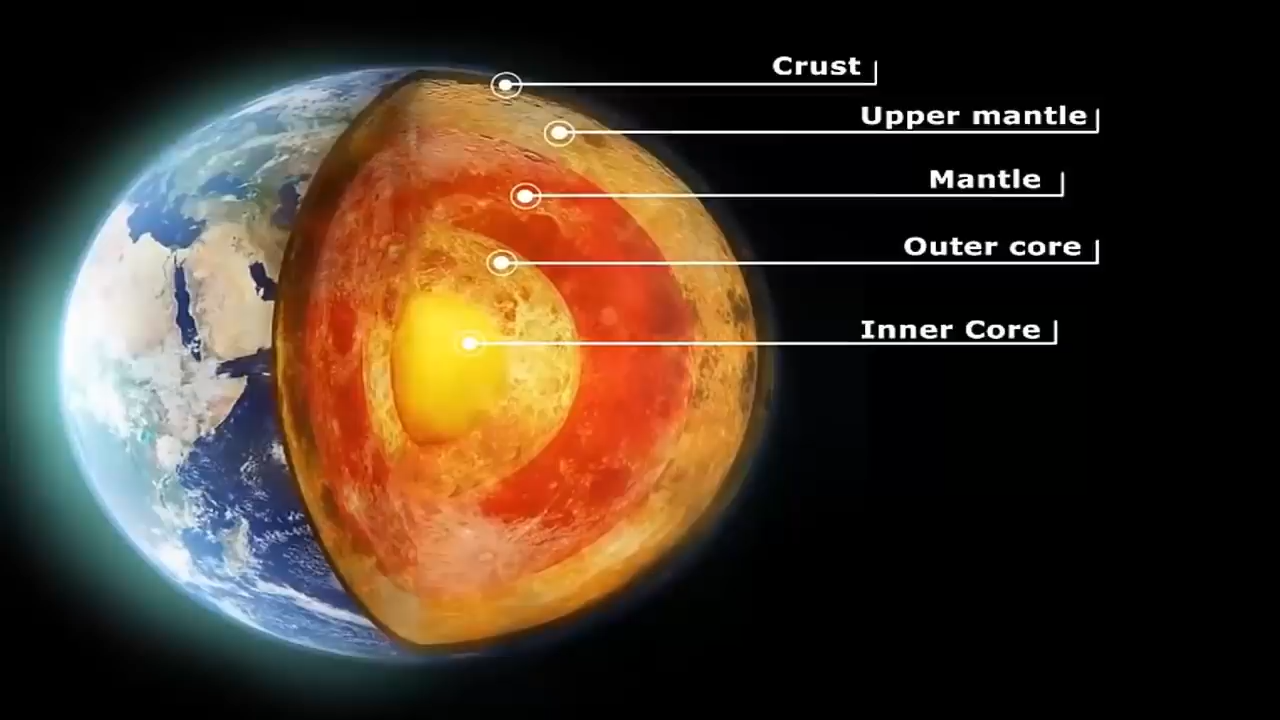 Crust
Upper mantle
Mantle
Outer core
Inner Core